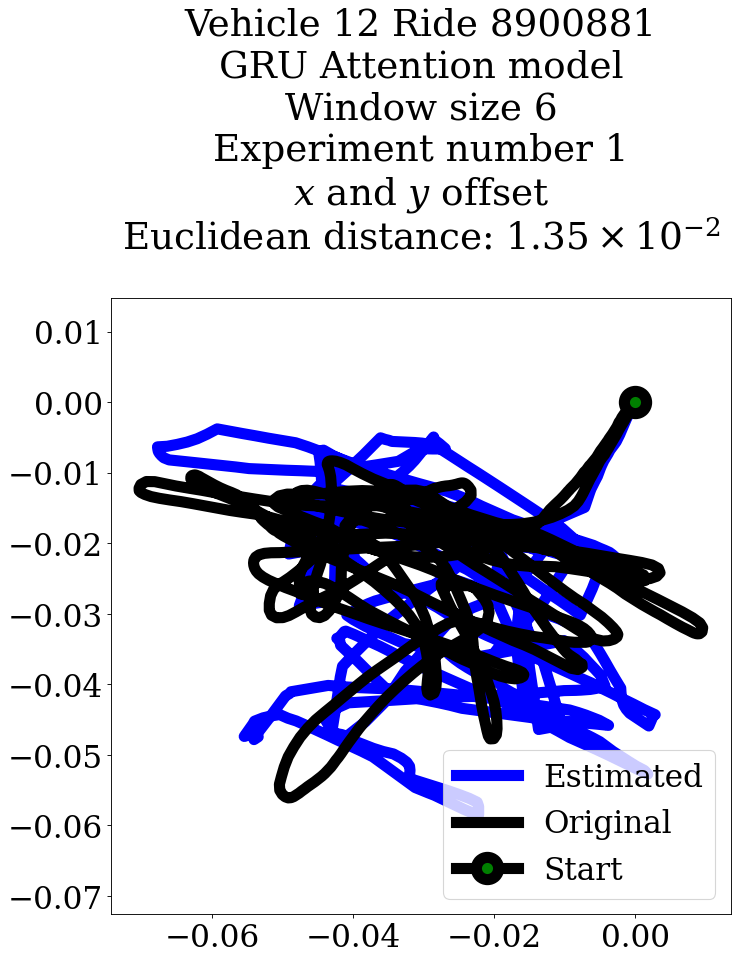 Vehicle 12 Ride 8900881
GRU Attention model
Window size 6
Experiment number 1
x and y offset
Euclidean distance: 1.35 × 10⁻²
0.01
0.00
−0.01
−0.02
−0.03
−0.04
−0.05
−0.06
−0.07
Estimated
Original
Start
−0.06 −0.04 −0.02 0.00